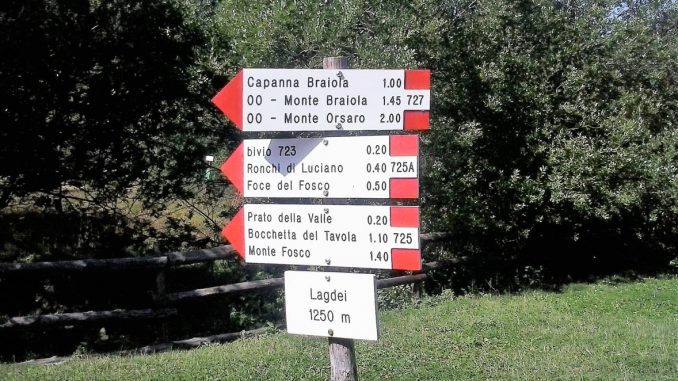 Capanna Braiola 1.00
OO - Monte Braiola 1.45 727
OO - Monte Orsaro 2.00
bivio 723 0.20
Ronchi di Luciano 0.40 725A
Foce del Fosco 0.50
Prato della Valle 0.20
Bocchetta del Tavola 1.10 725
Monte Fosco 1.40
Lagdei
1250 m